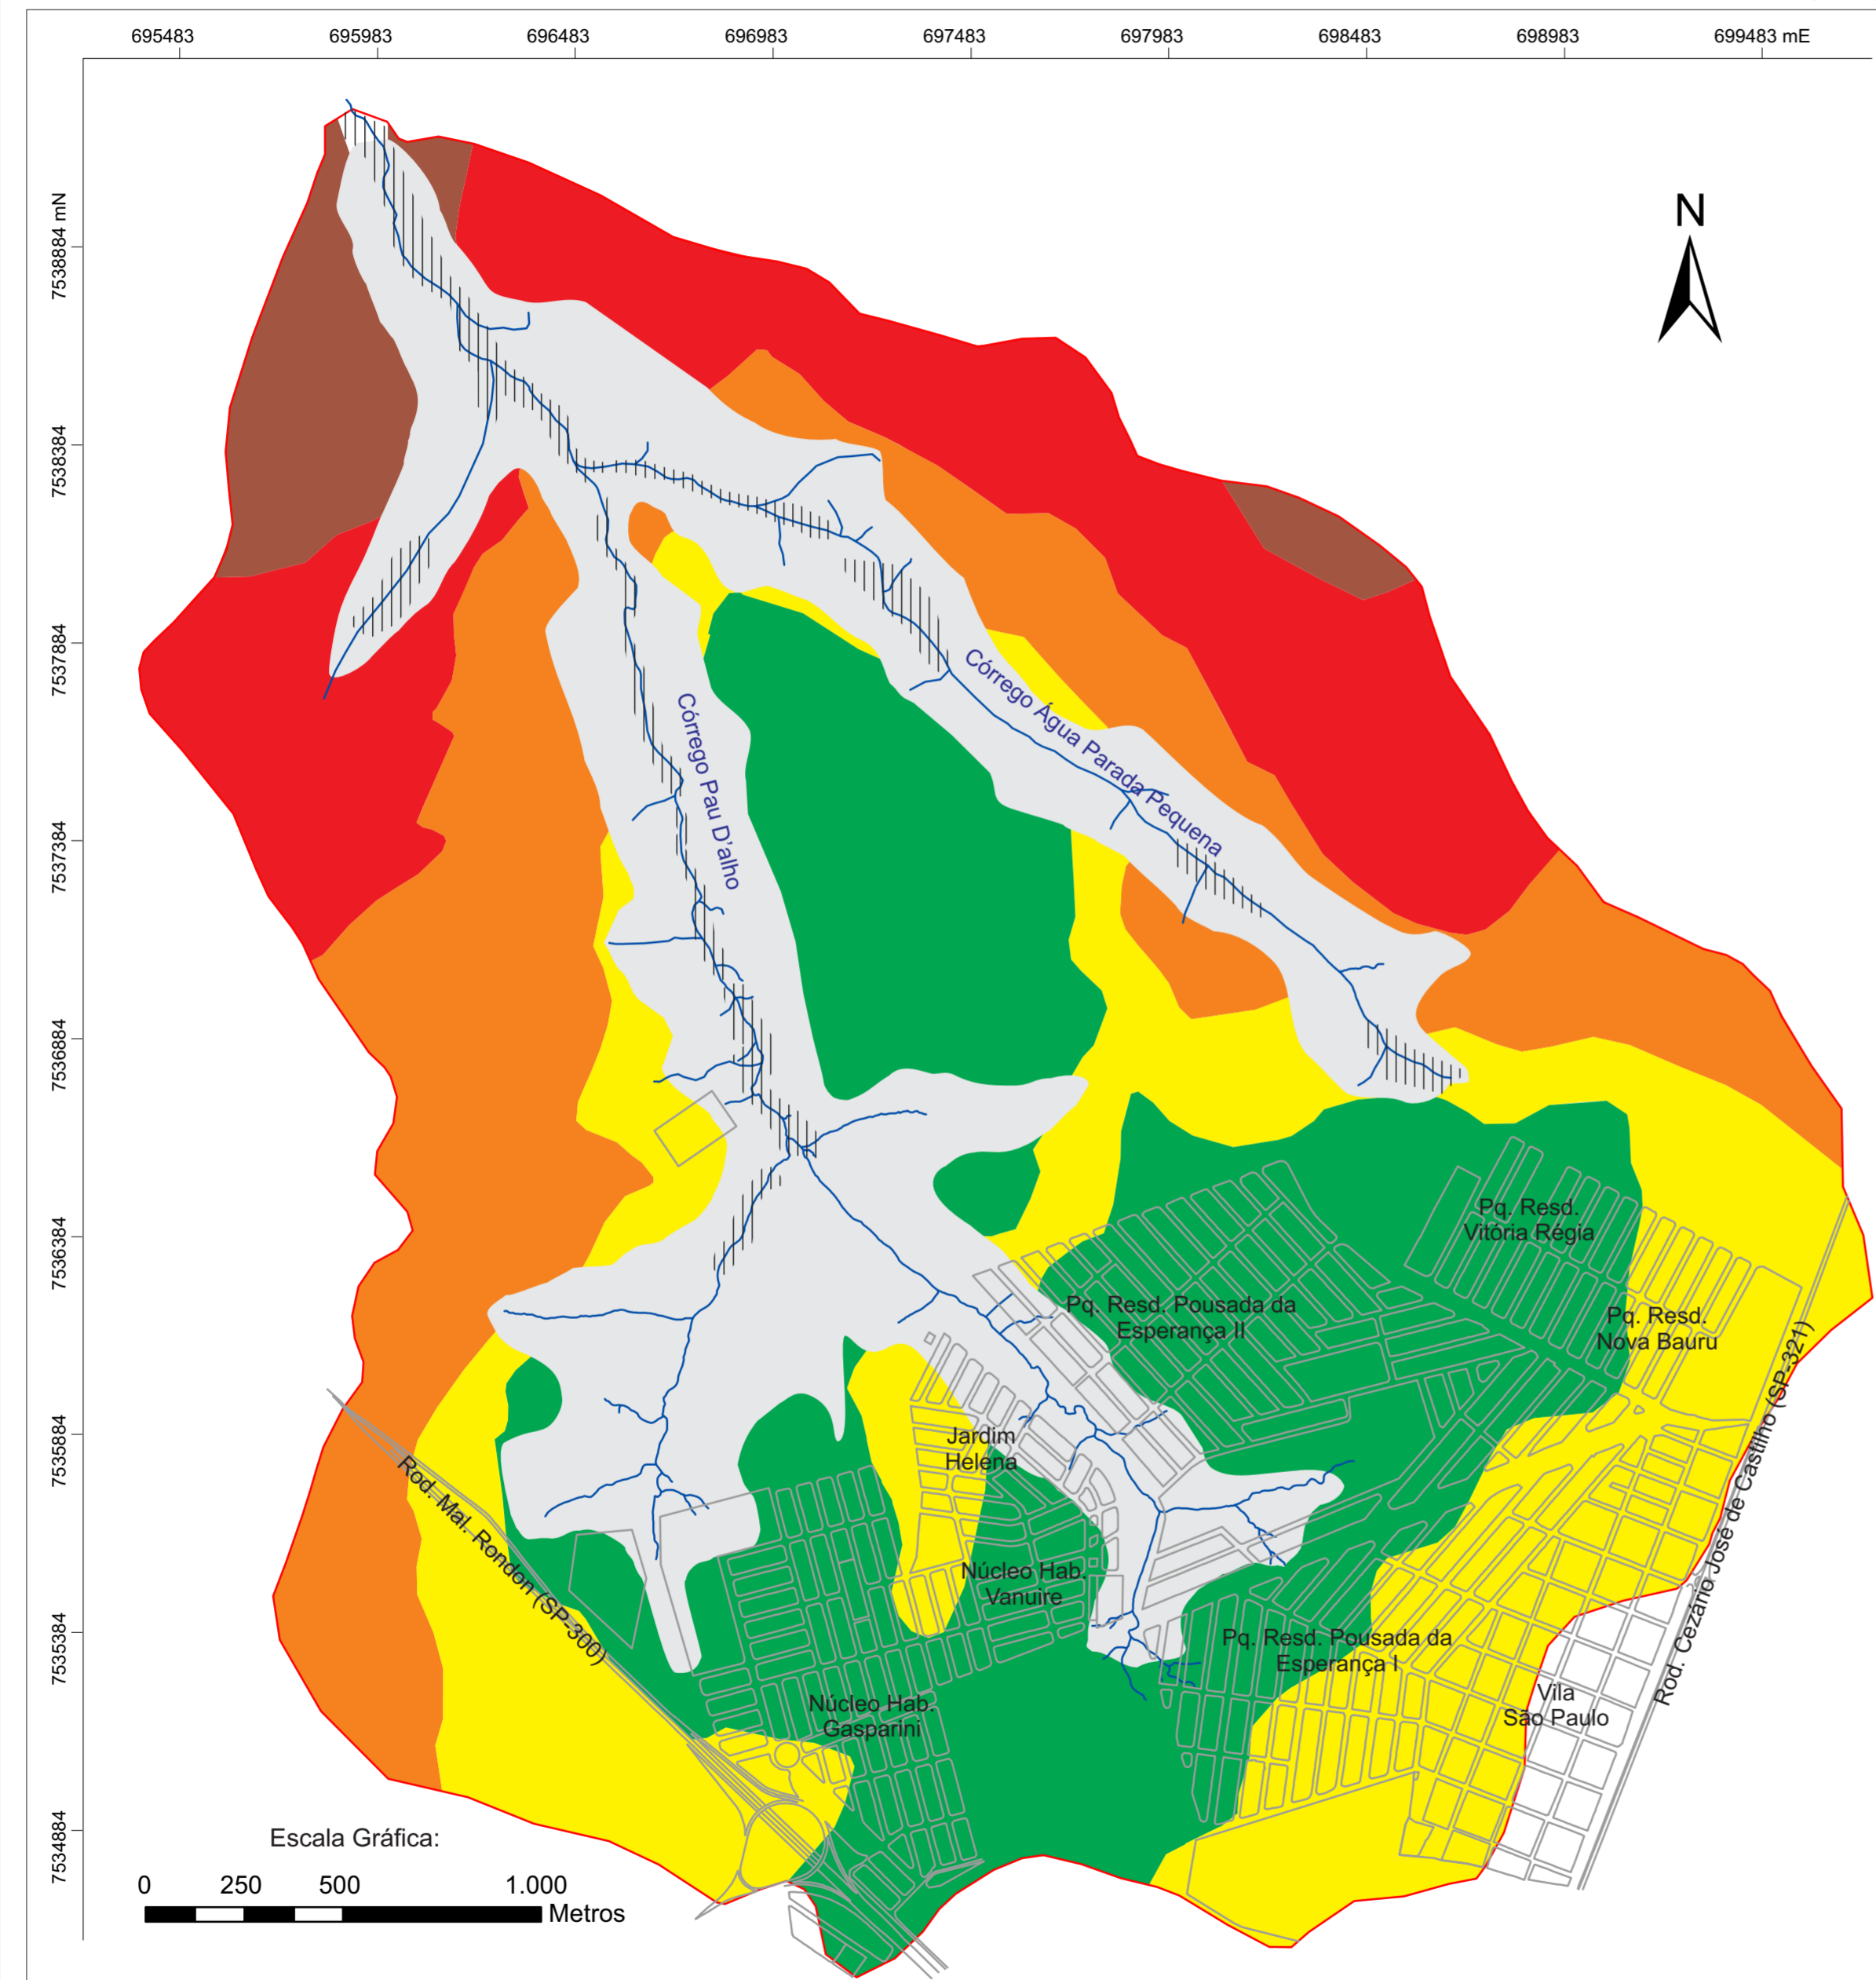 695483
695983
696483
696983
697483
697983
698483
698983
699483 mE
7538884 mN
7538384
7537884
7537384
7536884
7536384
7535884
7535384
7534884
N
Córrego Água Parada Pequena
Córrego Pau D'alho
Pq. Resd.
Vitória Régia
Pq. Resd. Pousada da
Esperança II
Pq. Resd.
Nova Bauru
Jardim
Helena
Rod. Mal. Rondon (SP-300)
Núcleo Hab.
Vanuire
Rod. Cezário José de Castilho (SP-321)
Pq. Resd. Pousada da
Esperança I
Núcleo Hab.
Gasparini
Vila
São Paulo
Escala Gráfica:
0 250 500 1.000
Metros